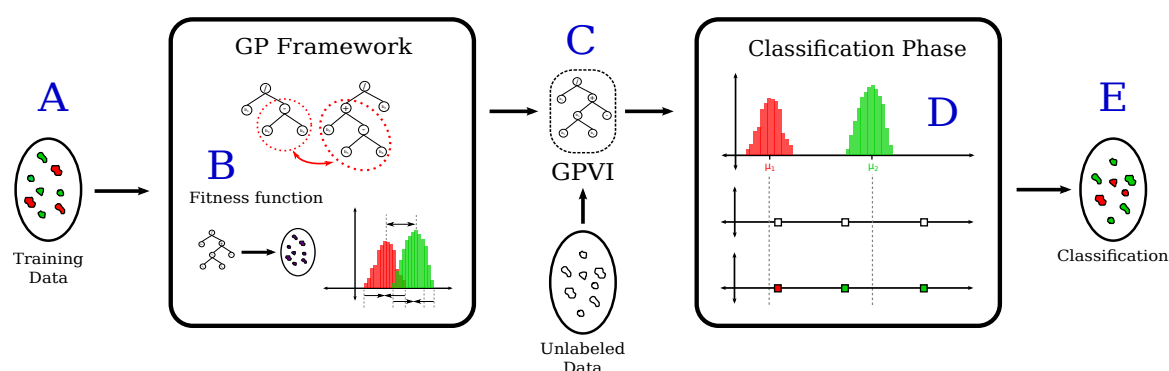 A
Training
Data
GP Framework
B
Fitness function
C
GPVI
Unlabeled
Data
Classification Phase
D
μ₁
μ₂
E
Classification